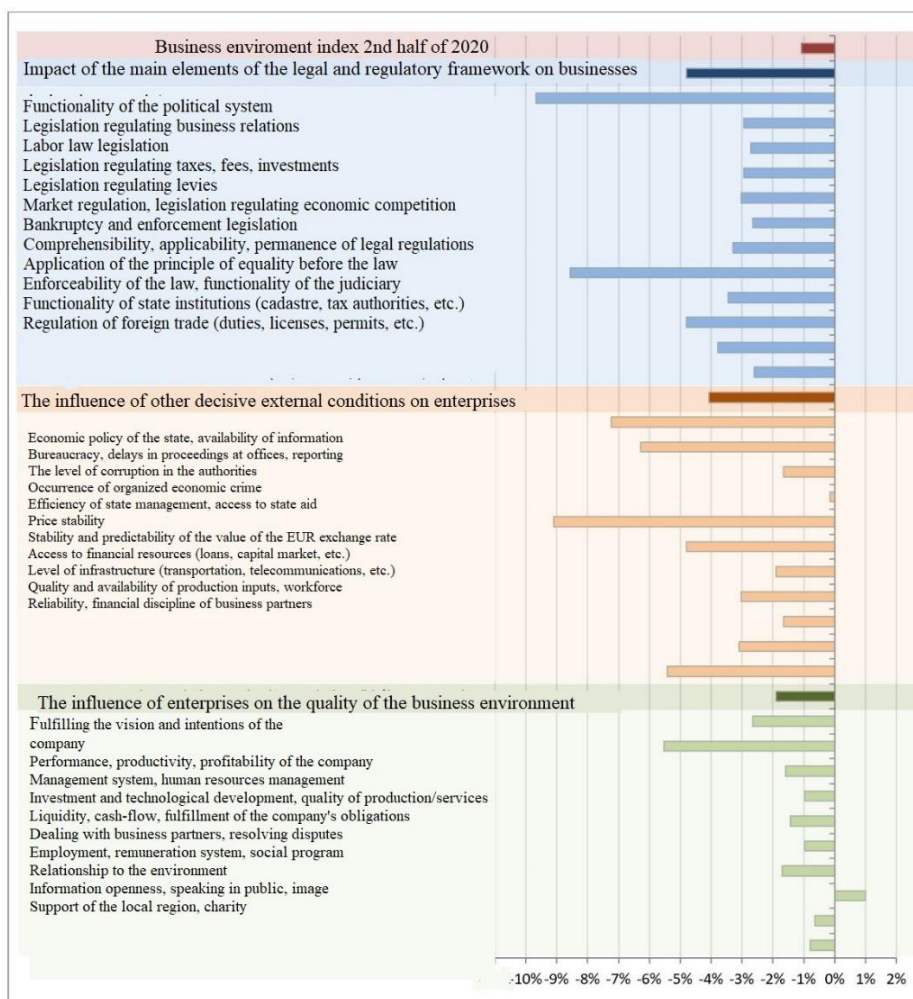 Business enviroment index 2nd half of 2020
Impact of the main elements of the legal and regulatory framework on businesses
Functionality of the political system
Legislation regulating business relations
Labor law legislation
Legislation regulating taxes, fees, investments
Legislation regulating levies
Market regulation, legislation regulating economic competition
Bankruptcy and enforcement legislation
Comprehensibility, applicability, permanence of legal regulations
Application of the principle of equality before the law
Enforceability of the law, functionality of the judiciary
Functionality of state institutions (cadastre, tax authorities, etc.)
Regulation of foreign trade (duties, licenses, permits, etc.)
The influence of other decisive external conditions on enterprises
Economic policy of the state, availability of information
Bureaucracy, delays in proceedings at offices, reporting
The level of corruption in the authorities
Occurrence of organized economic crime
Efficiency of state management, access to state aid
Price stability
Stability and predictability of the value of the EUR exchange rate
Access to financial resources (loans, capital market, etc.)
Level of infrastructure (transportation, telecommunications, etc.)
Quality and availability of production inputs, workforce
Reliability, financial discipline of business partners
The influence of enterprises on the quality of the business environment
Fulfilling the vision and intentions of the
company
Performance, productivity, profitability of the company
Management system, human resources management
Investment and technological development, quality of production/services
Liquidity, cash-flow, fulfillment of the company's obligations
Dealing with business partners, resolving disputes
Employment, remuneration system, social program
Relationship to the environment
Information openness, speaking in public, image
Support of the local region, charity
-10% -9% -8% -7% -6% -5% -4% -3% -2% -1% 0% 1% 2%